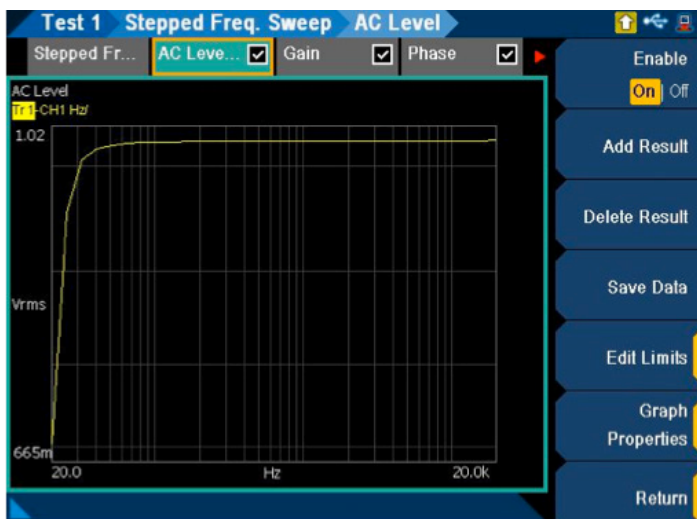 Test 1 Stepped Freq. Sweep AC Level
Stepped Fr... AC Leve... Gain Phase
AC Level
Tr 1-CH1 Hz/
1.02
Vrms
665m
20.0 Hz 20.0k
Enable
On | Off
Add Result
Delete Result
Save Data
Edit Limits
Graph
Properties
Return